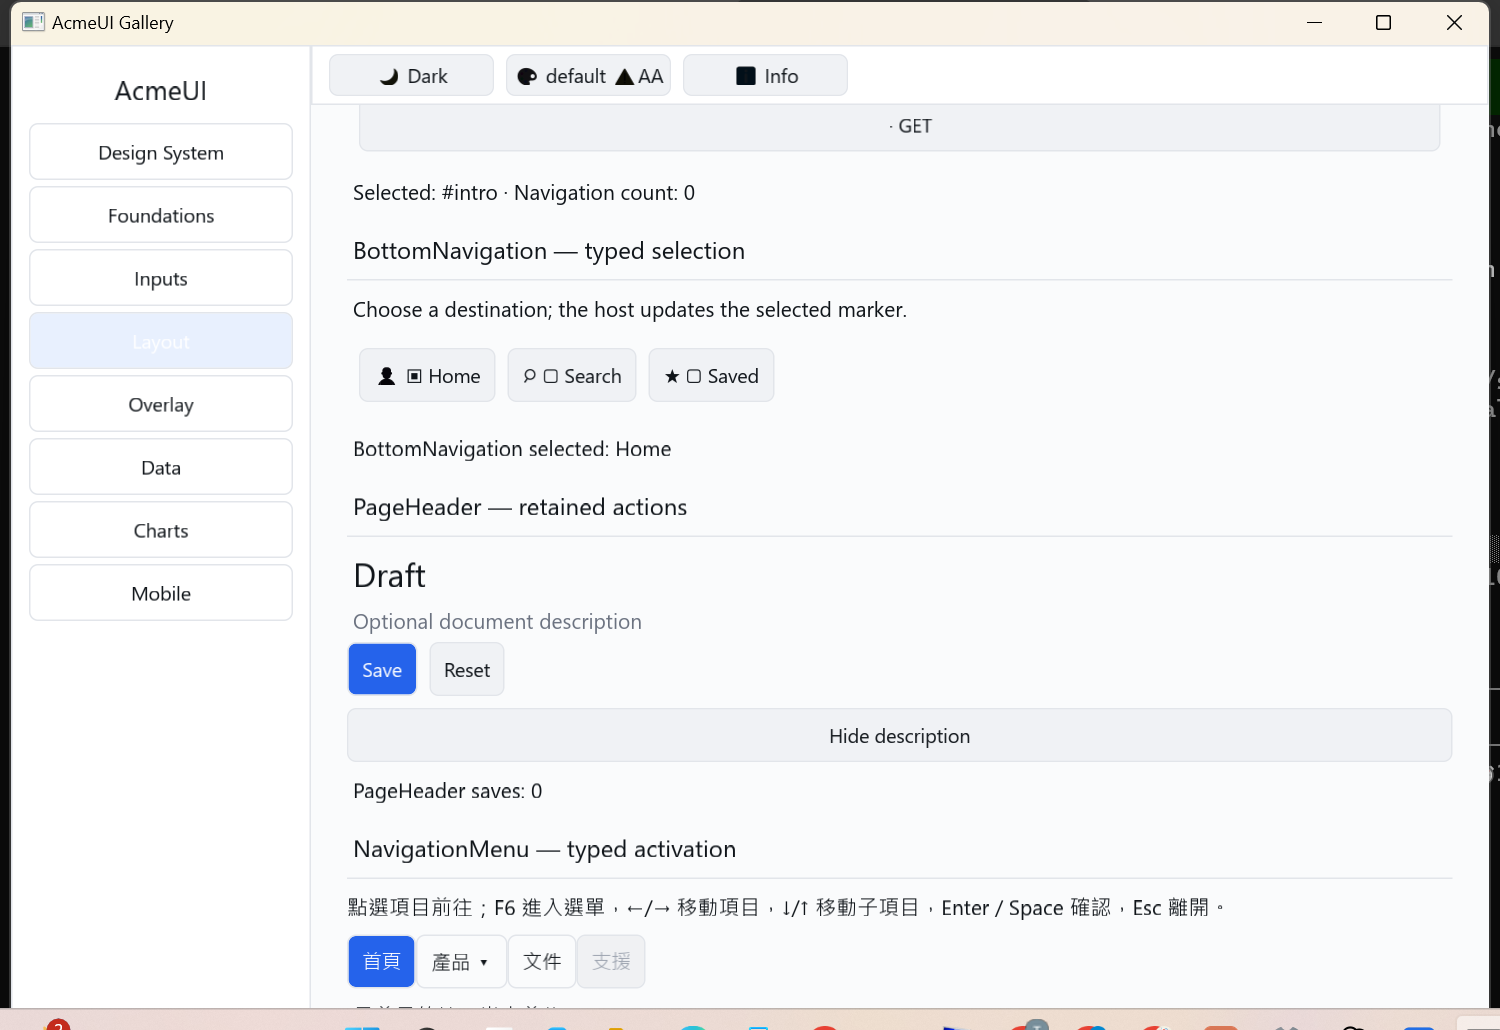 AcmeUI Gallery
AcmeUI
Design System
Foundations
Inputs
Layout
Overlay
Data
Charts
Mobile
Dark
default ▲ AA
Info
· GET
Selected: #intro · Navigation count: 0
BottomNavigation — typed selection
Choose a destination; the host updates the selected marker.
Home
Search
Saved
BottomNavigation selected: Home
PageHeader — retained actions
Draft
Optional document description
Save
Reset
Hide description
PageHeader saves: 0
NavigationMenu — typed activation
點選項目前往；F6 進入選單，←/→ 移動項目，↓/↑ 移動子項目，Enter / Space 確認，Esc 離開。
首頁
產品 ▾
文件
支援
2